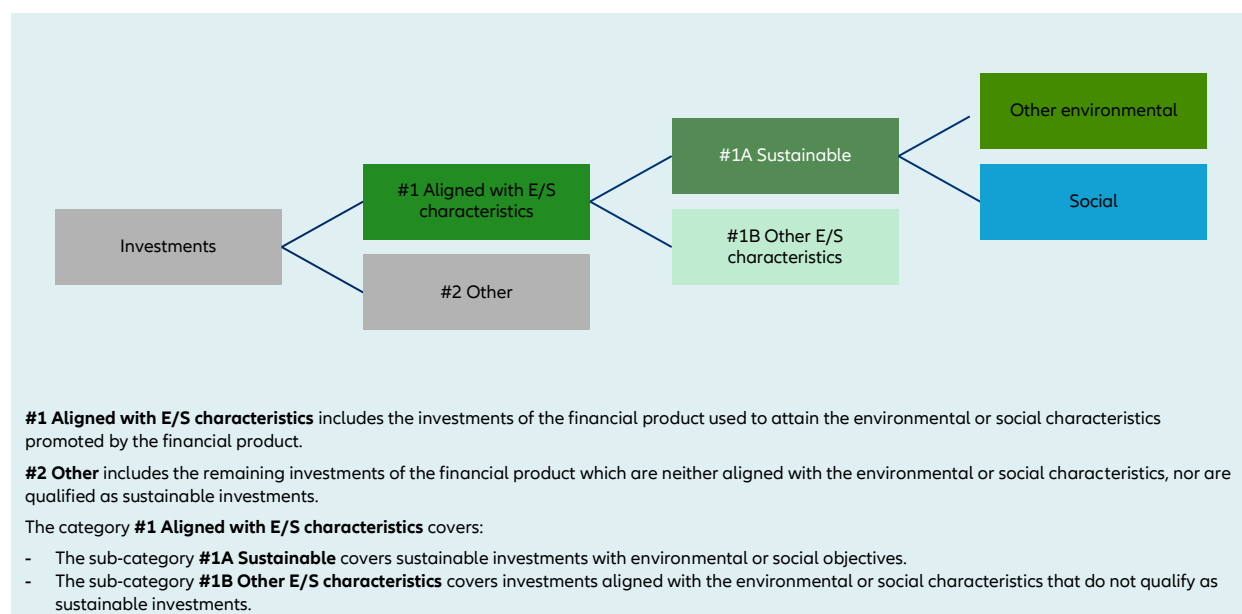 Other environmental
#1A Sustainable
#1 Aligned with E/S
characteristics
Social
Investments
#1B Other E/S
characteristics
#2 Other
#1 Aligned with E/S characteristics includes the investments of the financial product used to attain the environmental or social characteristics
promoted by the financial product.
#2 Other includes the remaining investments of the financial product which are neither aligned with the environmental or social characteristics, nor are
qualified as sustainable investments.
The category #1 Aligned with E/S characteristics covers:
- The sub-category #1A Sustainable covers sustainable investments with environmental or social objectives.
- The sub-category #1B Other E/S characteristics covers investments aligned with the environmental or social characteristics that do not qualify as
sustainable investments.